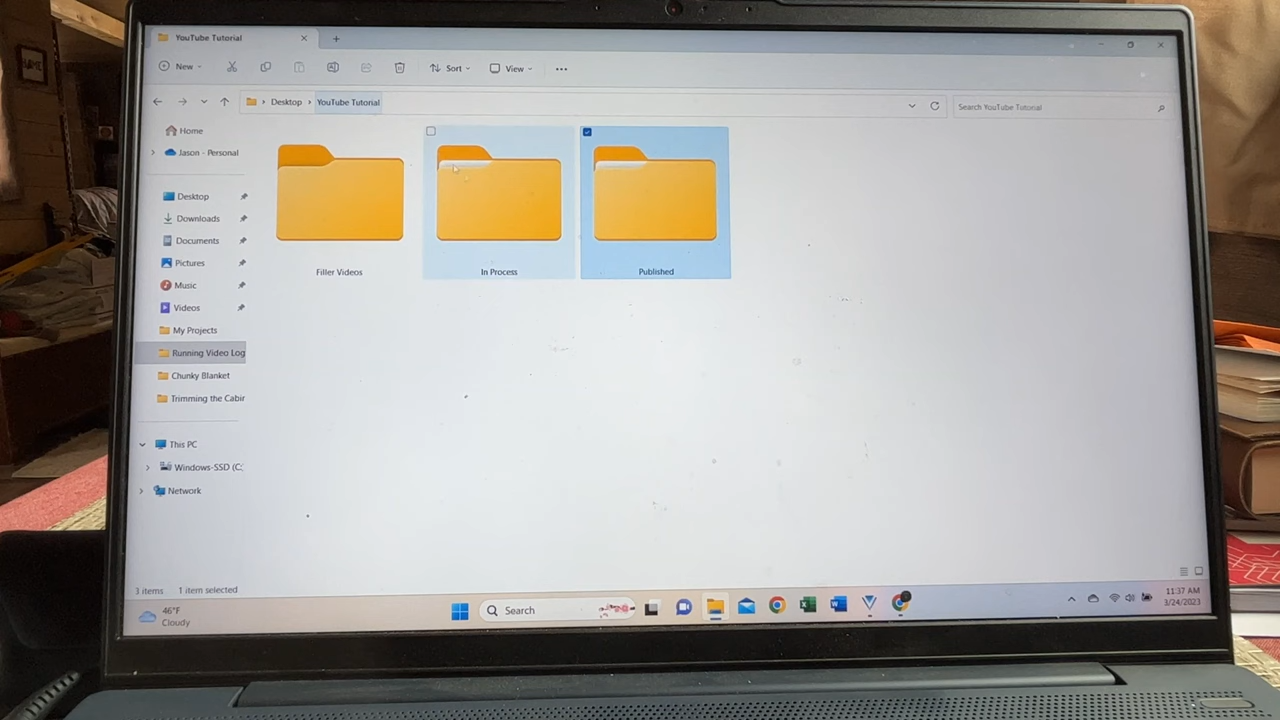 YouTube Tutorial
New
Sort
View
Desktop
YouTube Tutorial
Search YouTube Tutorial
Home
Jason - Personal
Desktop
Downloads
Documents
Pictures
Music
Videos
My Projects
Running Video Log
Chunky Blanket
Trimming the Cabir
This PC
Windows-SSD (C:
Network
Filler Videos
In Process
Published
3 items
1 item selected
46°F
Cloudy
Search
11:37 AM
3/24/2023